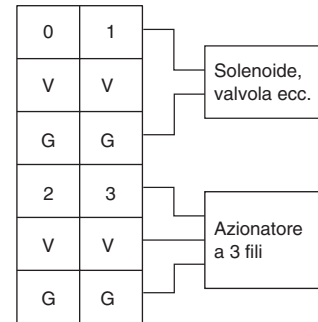 0 1
V V
G G
2 3
V V
G G
Solenoide,
valvola ecc.
Azionatore
a 3 fili